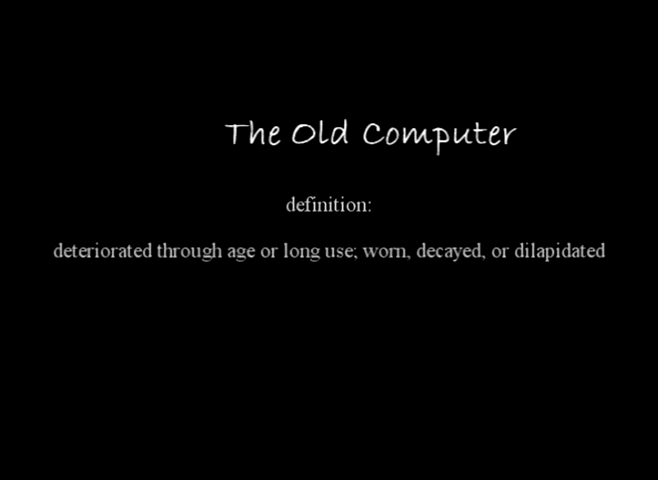 The Old Computer
definition:
deteriorated through age or long use; worn, decayed, or dilapidated